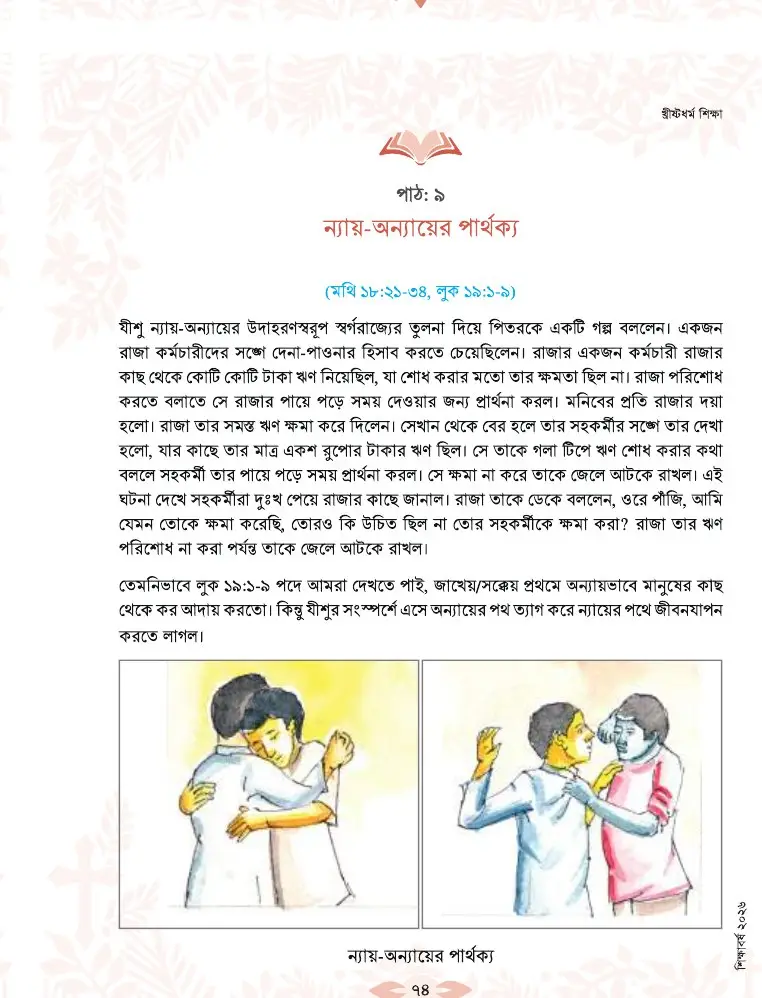 খ্রীষ্টধর্ম শিক্ষা
পাঠ: ৯
ন্যায়-অন্যায়ের পার্থক্য
(মথি ১৮:২১-৩৪, লুক ১৯:১-৯)
যীশু ন্যায়-অন্যায়ের উদাহরণস্বরূপ স্বর্গরাজ্যের তুলনা দিয়ে পিতরকে একটি গল্প বললেন। একজন
রাজা কর্মচারীদের সঙ্গে দেনা-পাওনার হিসাব করতে চেয়েছিলেন। রাজার একজন কর্মচারী রাজার
কাছ থেকে কোটি কোটি টাকা ঋণ নিয়েছিল, যা শোধ করার মতো তার ক্ষমতা ছিল না। রাজা পরিশোধ
করতে বলাতে সে রাজার পায়ে পড়ে সময় দেওয়ার জন্য প্রার্থনা করল। মনিবের প্রতি রাজার দয়া
হলো। রাজা তার সমস্ত ঋণ ক্ষমা করে দিলেন। সেখান থেকে বের হলে তার সহকর্মীর সঙ্গে তার দেখা
হলো, যার কাছে তার মাত্র একশ রুপোর টাকার ঋণ ছিল। সে তাকে গলা টিপে ঋণ শোধ করার কথা
বললে সহকর্মী তার পায়ে পড়ে সময় প্রার্থনা করল। সে ক্ষমা না করে তাকে জেলে আটকে রাখল। এই
ঘটনা দেখে সহকর্মীরা দুঃখ পেয়ে রাজার কাছে জানাল। রাজা তাকে ডেকে বললেন, ওরে পাঁজি, আমি
যেমন তোকে ক্ষমা করেছি, তোরও কি উচিত ছিল না তোর সহকর্মীকে ক্ষমা করা? রাজা তার ঋণ
পরিশোধ না করা পর্যন্ত তাকে জেলে আটকে রাখল।
তেমনিভাবে লুক ১৯:১-৯ পদে আমরা দেখতে পাই, জাখেয়/সক্কেয় প্রথমে অন্যায়ভাবে মানুষের কাছ
থেকে কর আদায় করতো। কিন্তু যীশুর সংস্পর্শে এসে অন্যায়ের পথ ত্যাগ করে ন্যায়ের পথে জীবনযাপন
করতে লাগল।
ন্যায়-অন্যায়ের পার্থক্য
শিক্ষাবর্ষ ২০২৬
৭৪